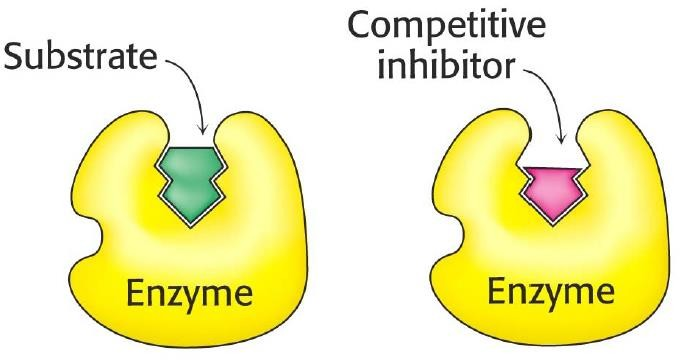 Substrate
Competitive
inhibitor
Enzyme
Enzyme